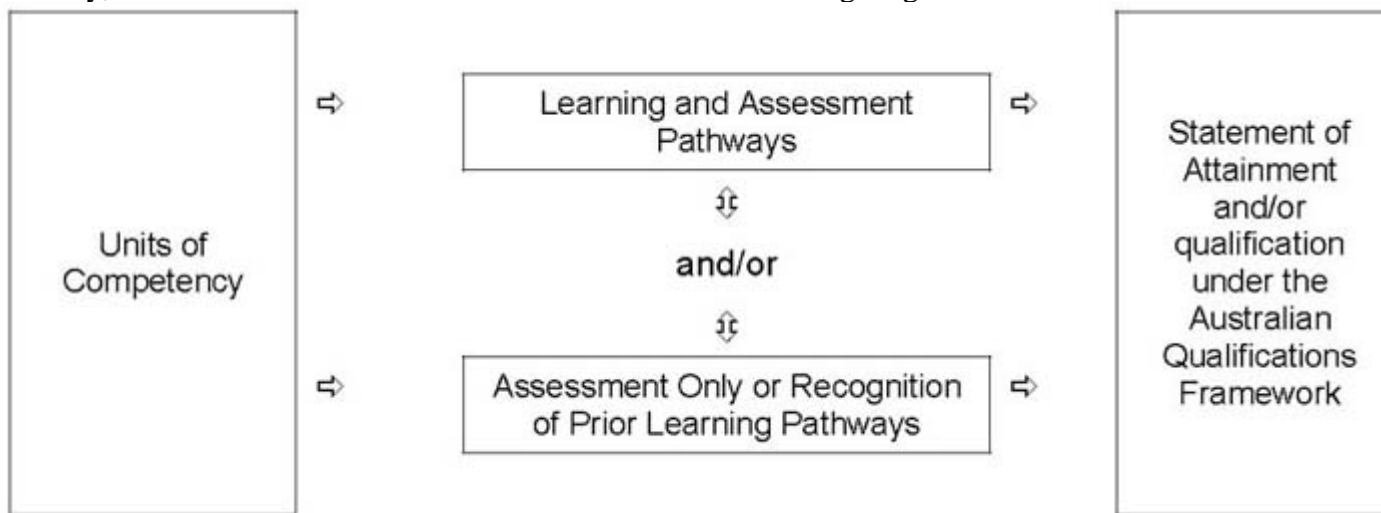 Units of
Competency
Learning and Assessment
Pathways
and/or
Assessment Only or Recognition
of Prior Learning Pathways
Statement of
Attainment
and/or
qualification
under the
Australian
Qualifications
Framework